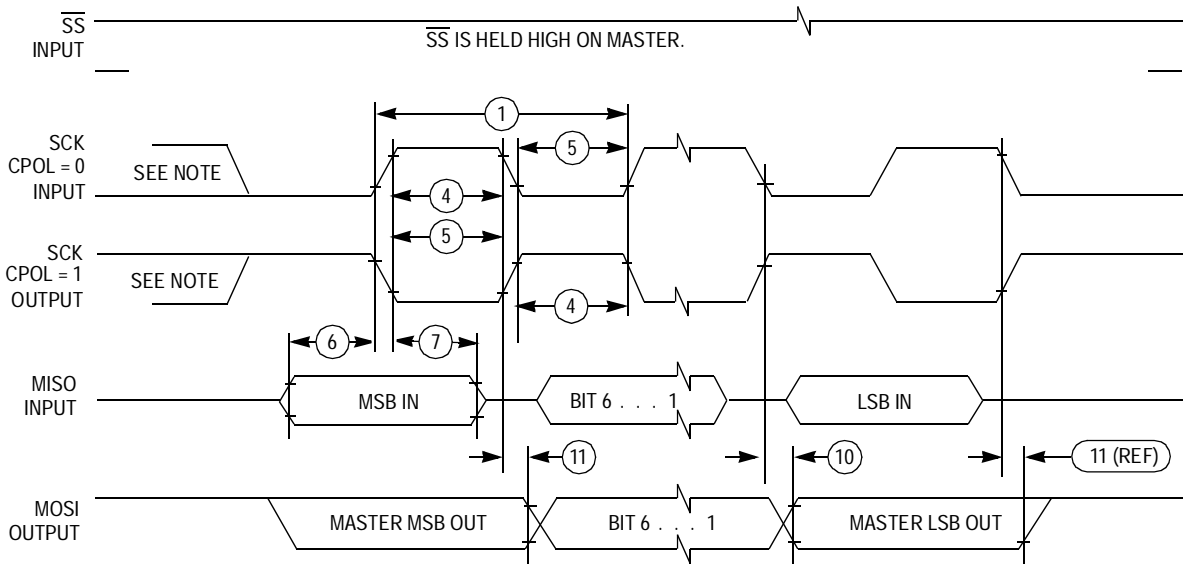 SS
INPUT
SS IS HELD HIGH ON MASTER.
1
SCK
CPOL = 0
INPUT
SEE NOTE
5
4
SCK
CPOL = 1
OUTPUT
SEE NOTE
5
4
6
7
MISO
INPUT
MSB IN
BIT 6 . . . 1
LSB IN
11
10
11 (REF)
MOSI
OUTPUT
MASTER MSB OUT
BIT 6 . . . 1
MASTER LSB OUT